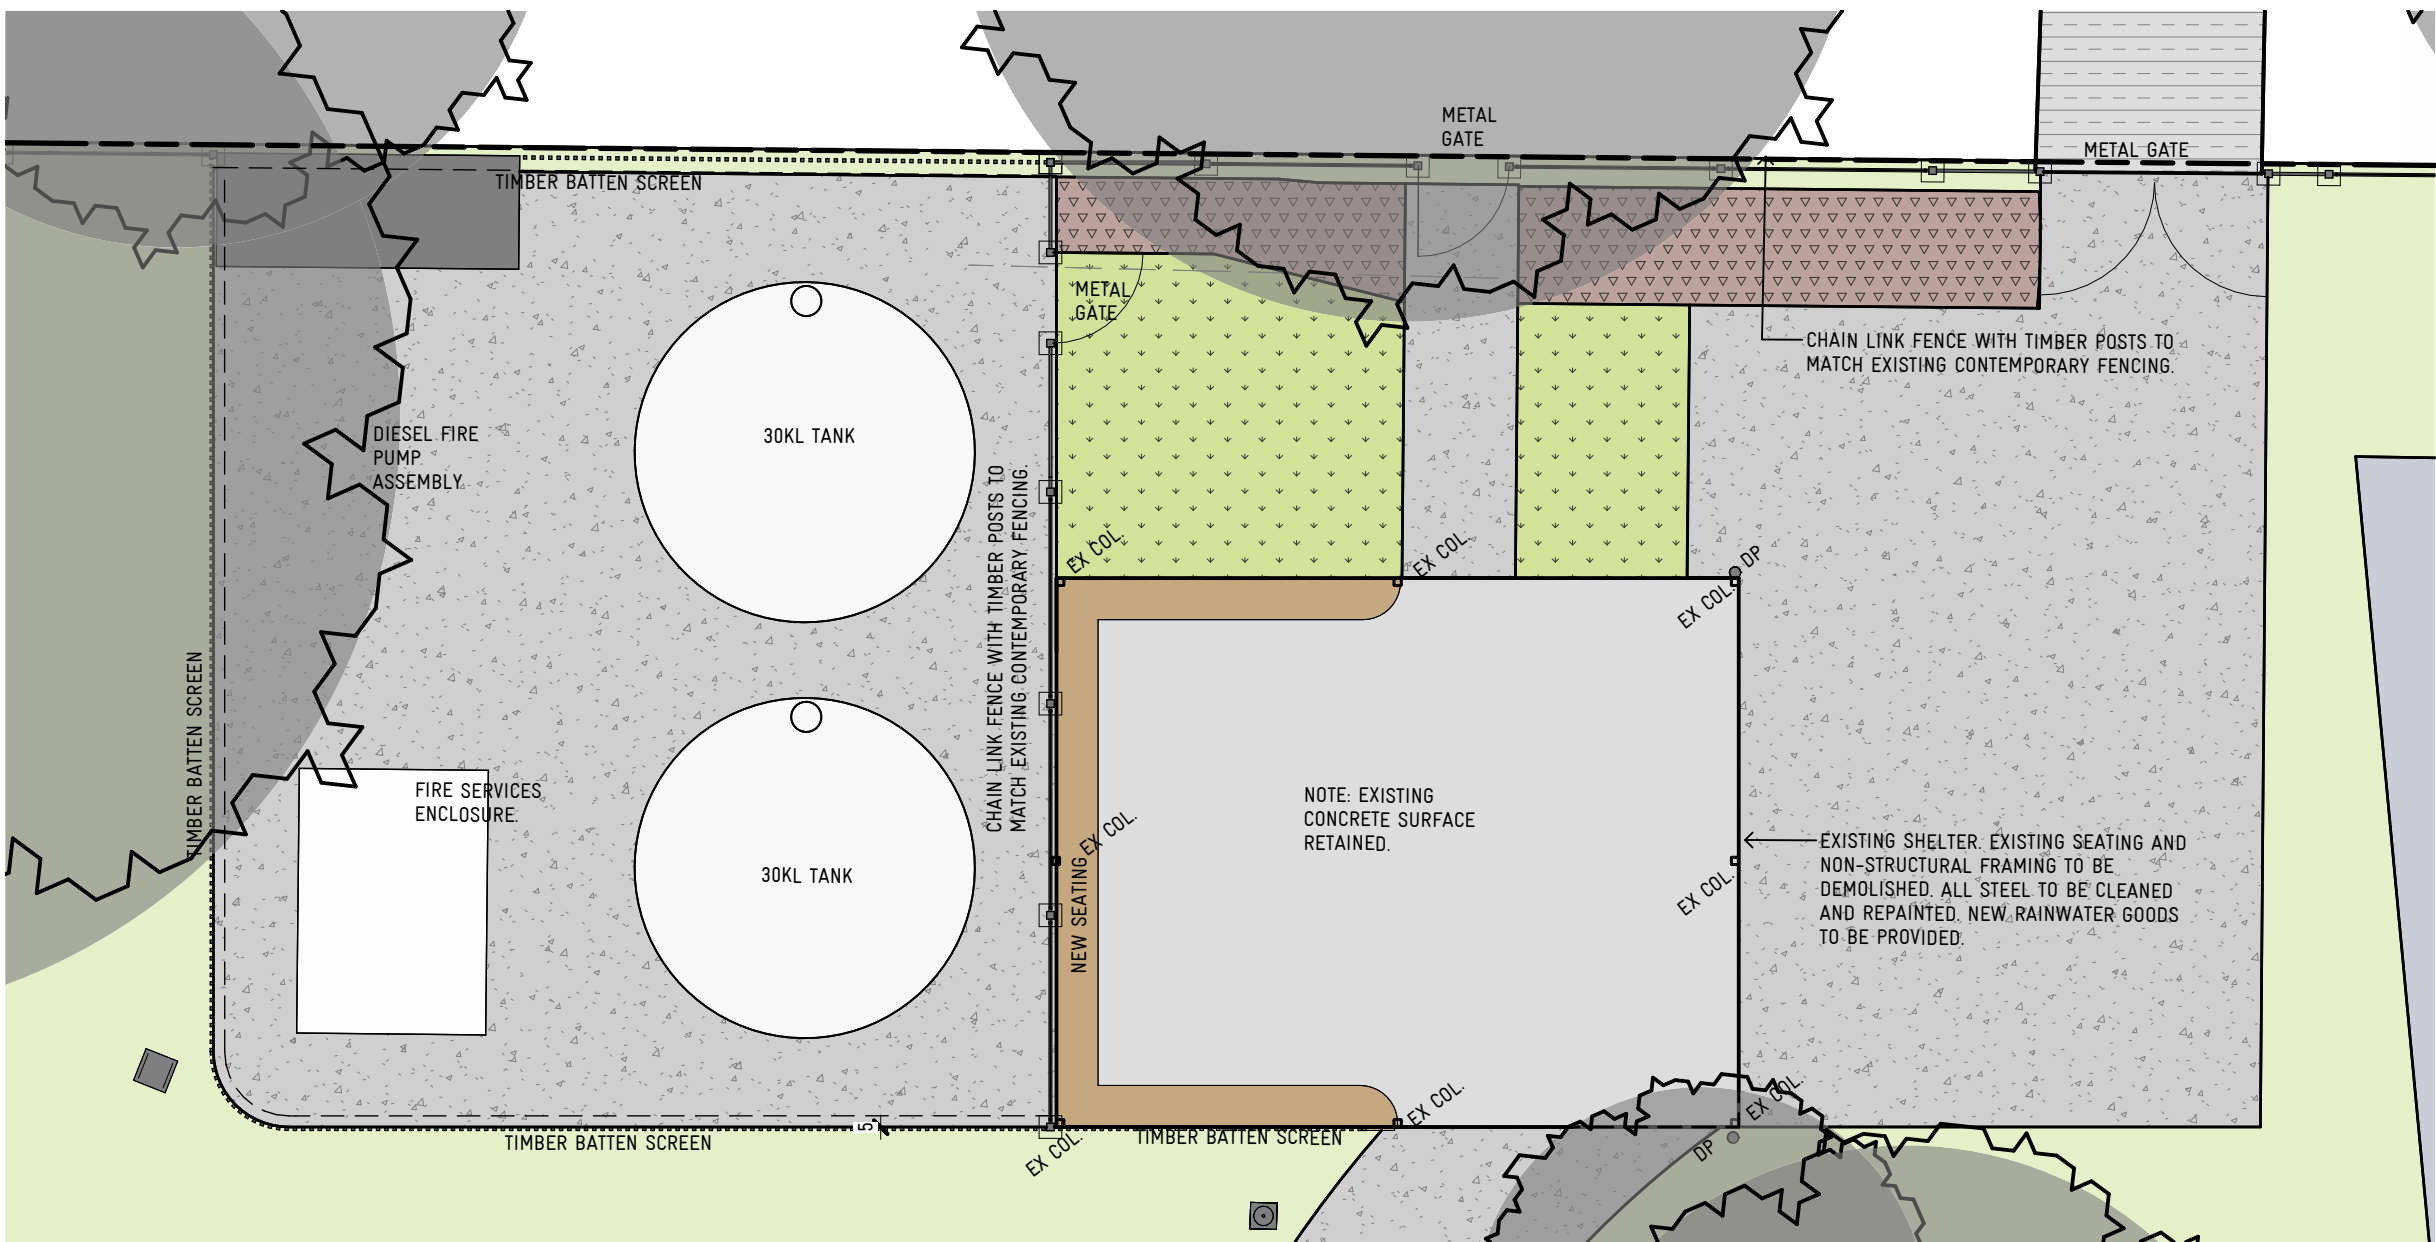 METAL
GATE
METAL GATE
TIMBER BATTEN SCREEN
METAL
GATE
CHAIN LINK FENCE WITH TIMBER POSTS TO
MATCH EXISTING CONTEMPORARY FENCING.
DIESEL FIRE
PUMP
ASSEMBLY
30KL TANK
CHAIN LINK FENCE WITH TIMBER POSTS TO
MATCH EXISTING CONTEMPORARY FENCING.
EX COL.
EX COL.
DP
EX COL.
TIMBER BATTEN SCREEN
FIRE SERVICES
ENCLOSURE.
30KL TANK
EX COL.
NEW SEATING
NOTE: EXISTING
CONCRETE SURFACE
RETAINED.
EX COL.
EXISTING SHELTER. EXISTING SEATING AND
NON-STRUCTURAL FRAMING TO BE
DEMOLISHED. ALL STEEL TO BE CLEANED
AND REPAINTED. NEW RAINWATER GOODS
TO BE PROVIDED.
EX COL.
EX COL.
5
TIMBER BATTEN SCREEN
EX COL.
TIMBER BATTEN SCREEN
DP